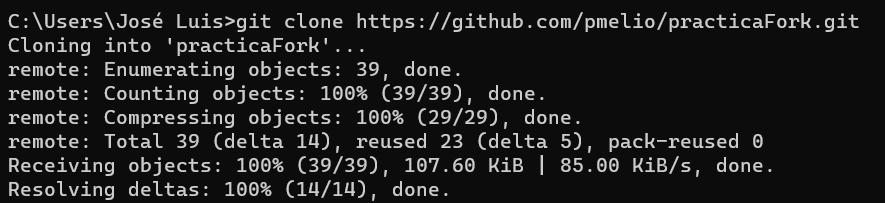 C:\Users\José Luis>git clone https://github.com/pmelio/practicaFork.git
Cloning into 'practicaFork'...
remote: Enumerating objects: 39, done.
remote: Counting objects: 100% (39/39), done.
remote: Compressing objects: 100% (29/29), done.
remote: Total 39 (delta 14), reused 23 (delta 5), pack-reused 0
Receiving objects: 100% (39/39), 107.60 KiB | 85.00 KiB/s, done.
Resolving deltas: 100% (14/14), done.